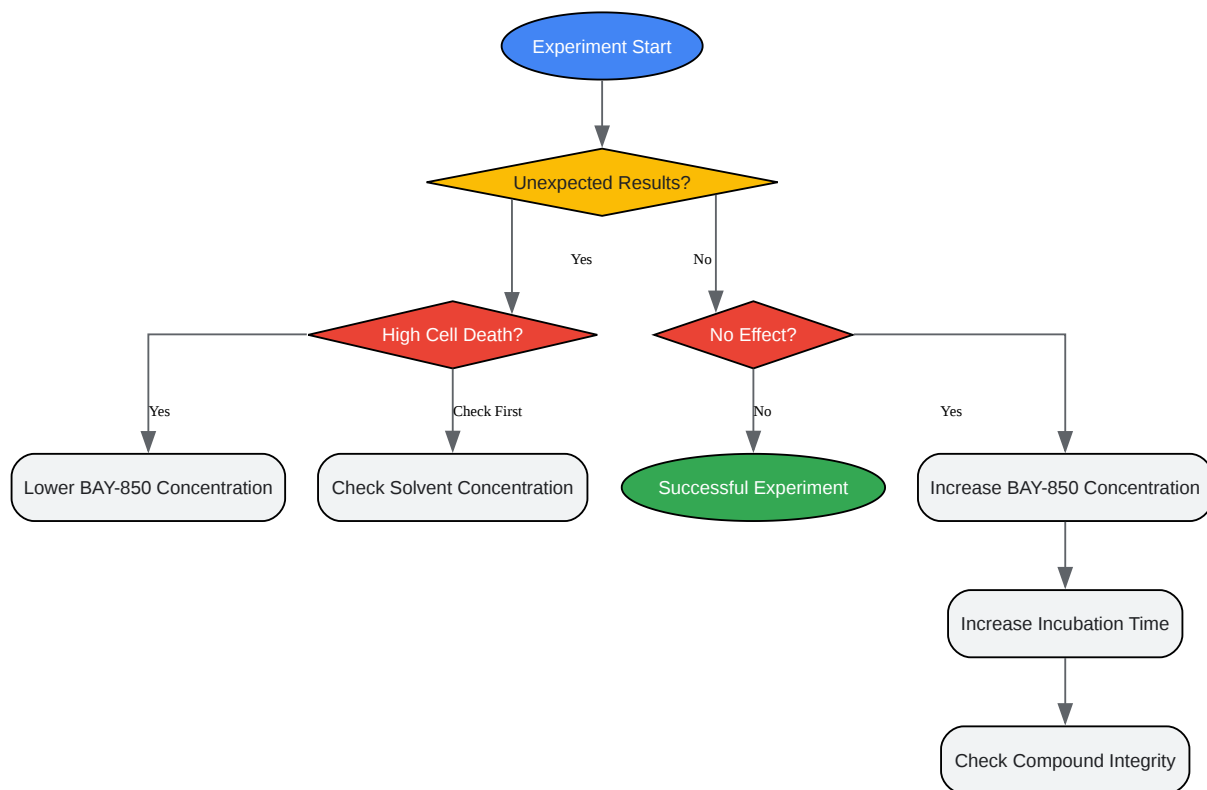 Experiment Start
Unexpected Results?
Yes
No
High Cell Death?
No Effect?
Yes
Check First
No
Yes
Lower BAY-850 Concentration
Check Solvent Concentration
Successful Experiment
Increase BAY-850 Concentration
Increase Incubation Time
Check Compound Integrity